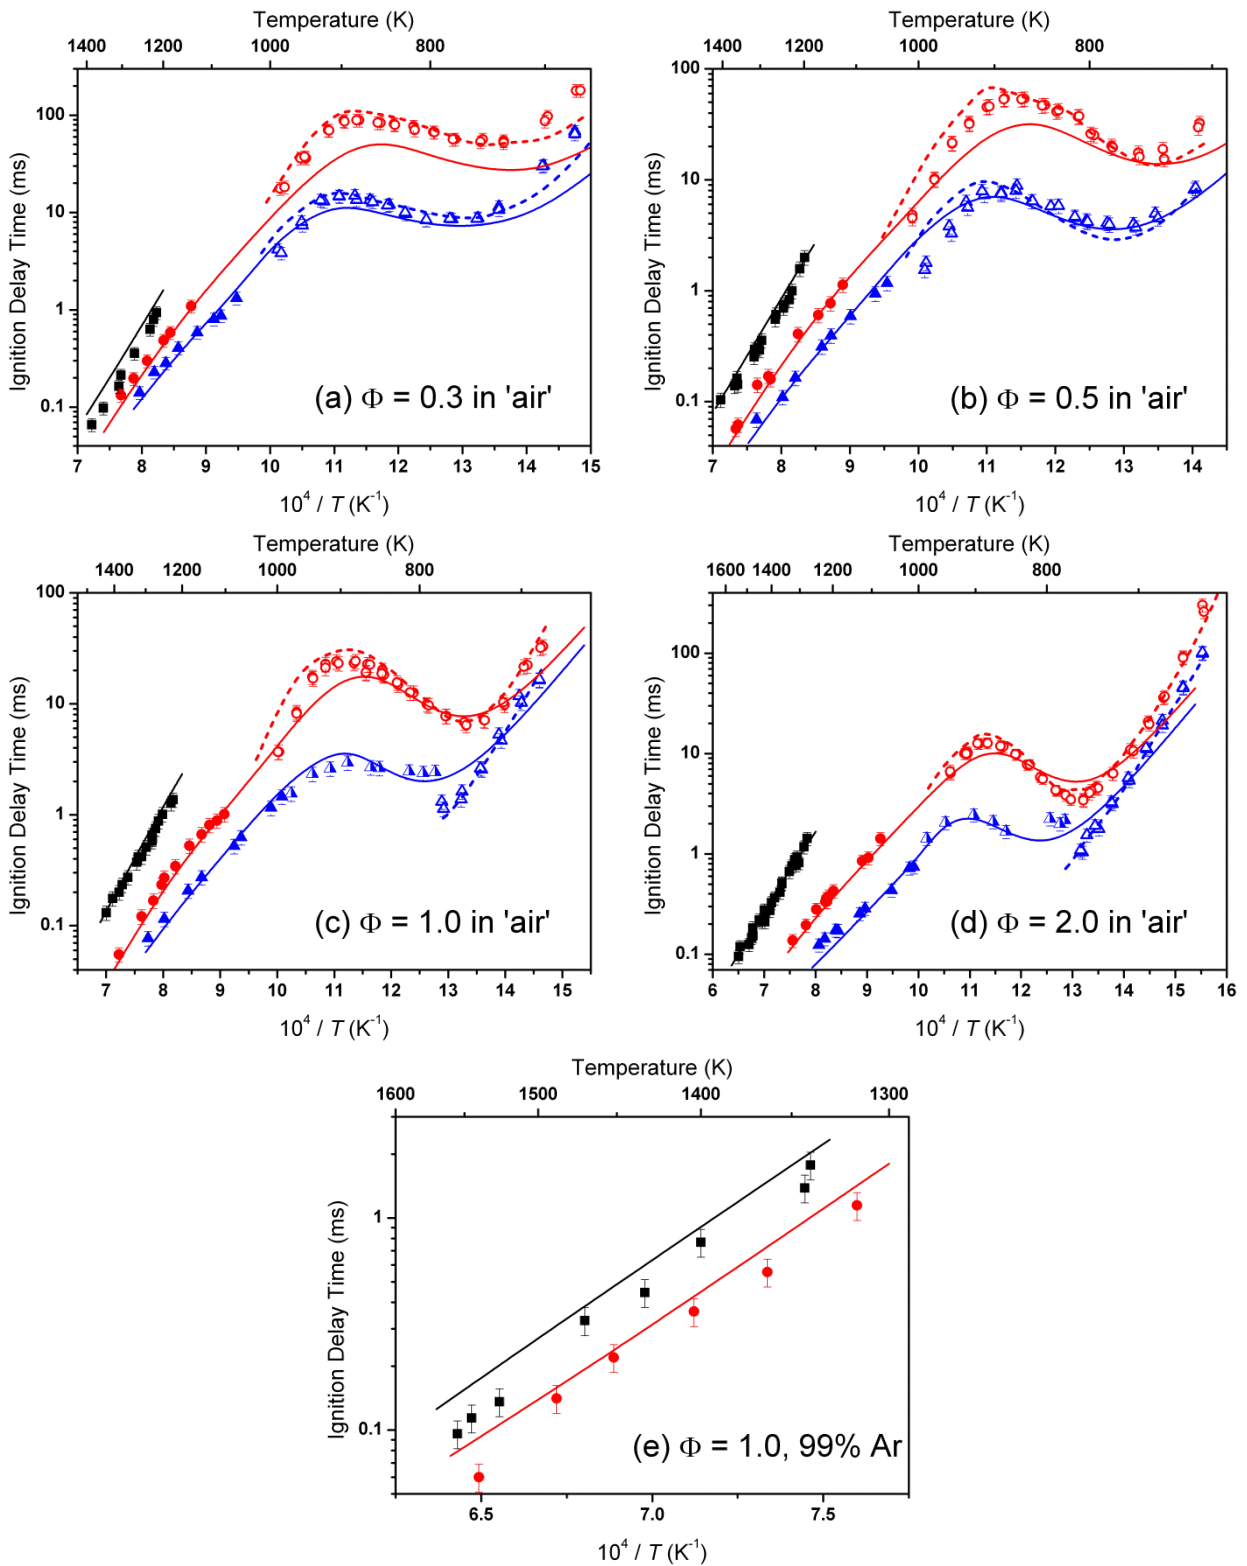 Temperature (K)
1400 1200 1000 800
100
10
1
0.1
Ignition Delay Time (ms)
(a) Φ = 0.3 in 'air'
7 8 9 10 11 12 13 14 15
10⁴ / T (K⁻¹)
Temperature (K)
1400 1200 1000 800
100
10
1
0.1
Ignition Delay Time (ms)
(b) Φ = 0.5 in 'air'
7 8 9 10 11 12 13 14
10⁴ / T (K⁻¹)
Temperature (K)
1400 1200 1000 800
100
10
1
0.1
Ignition Delay Time (ms)
(c) Φ = 1.0 in 'air'
7 8 9 10 11 12 13 14 15
10⁴ / T (K⁻¹)
Temperature (K)
1600 1400 1200 1000 800
100
10
1
0.1
Ignition Delay Time (ms)
(d) Φ = 2.0 in 'air'
6 7 8 9 10 11 12 13 14 15 16
10⁴ / T (K⁻¹)
Temperature (K)
1600 1500 1400 1300
1
0.1
Ignition Delay Time (ms)
(e) Φ = 1.0, 99% Ar
6.5 7.0 7.5
10⁴ / T (K⁻¹)